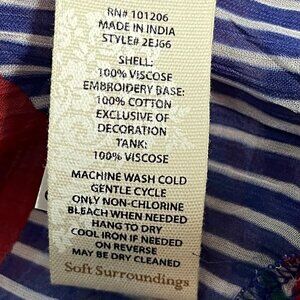 RN# 101206
MADE IN INDIA
STYLE# 2EJ66
SHELL:
100% VISCOSE
EMBROIDERY BASE:
100% COTTON
EXCLUSIVE OF
DECORATION
TANK:
100% VISCOSE
MACHINE WASH COLD
GENTLE CYCLE
ONLY NON-CHLORINE
BLEACH WHEN NEEDED
HANG TO DRY
COOL IRON IF NEEDED
ON REVERSE
MAY BE DRY CLEANED
Soft Surroundings